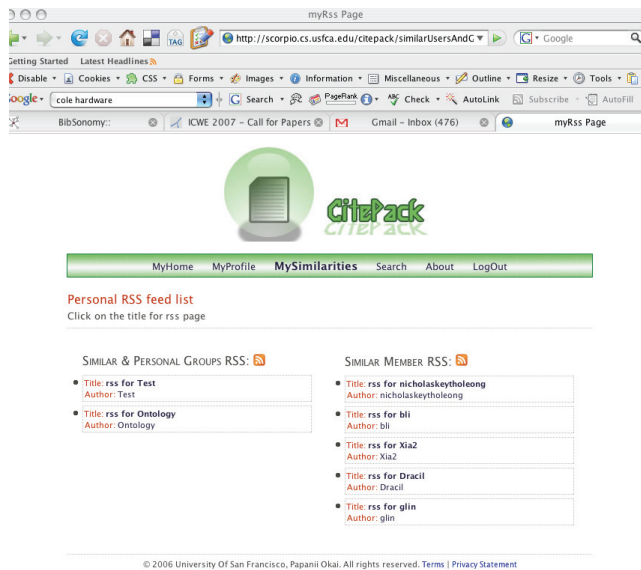 myRss Page
http://scorpio.cs.usfca.edu/citepack/similarUsersAndG
G Google
TAG
Getting Started Latest Headlines
Disable Cookies CSS Forms Images Information Miscellaneous Outline Resize Tools
Google cole hardware G Search PageRank ABC Check AutoLink Subscribe AutoFill
BibSonomy:: ICWE 2007 – Call for Papers Gmail – Inbox (476) myRss Page
CitePack
MyHome MyProfile MySimilarities Search About LogOut
Personal RSS feed list
Click on the title for rss page
SIMILAR & PERSONAL GROUPS RSS:
Title: rss for Test
Author: Test
Title: rss for Ontology
Author: Ontology
SIMILAR MEMBER RSS:
Title: rss for nicholaskeytholeong
Author: nicholaskeytholeong
Title: rss for bli
Author: bli
Title: rss for Xia2
Author: Xia2
Title: rss for Dracil
Author: Dracil
Title: rss for glin
Author: glin
© 2006 University Of San Francisco, Papanii Okai. All rights reserved. Terms | Privacy Statement